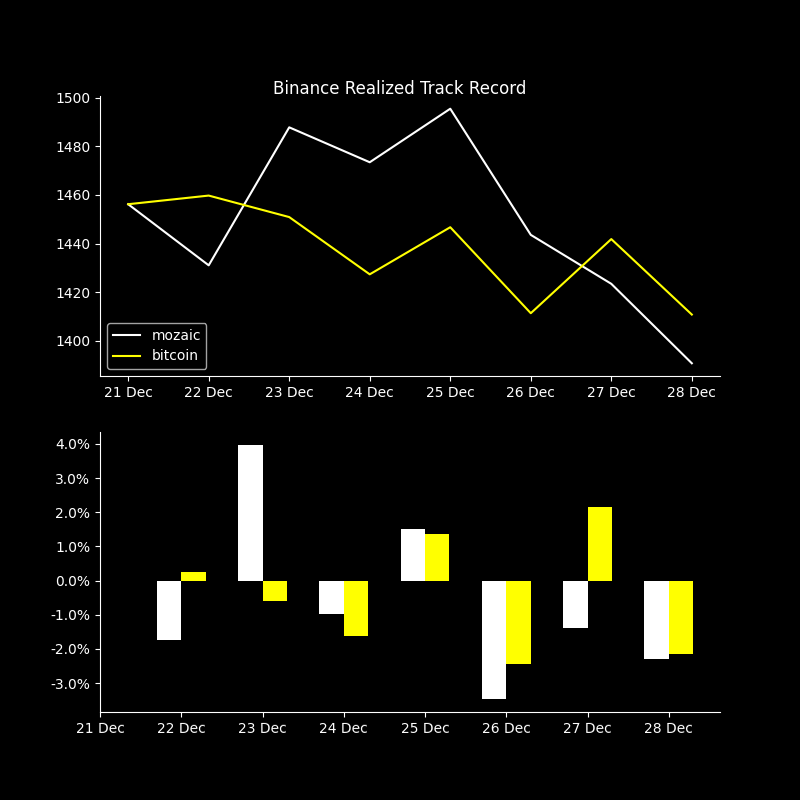 Binance Realized Track Record
1500
1480
1460
1440
1420
1400
mozaic
bitcoin
21 Dec 22 Dec 23 Dec 24 Dec 25 Dec 26 Dec 27 Dec 28 Dec
4.0%
3.0%
2.0%
1.0%
0.0%
-1.0%
-2.0%
-3.0%
21 Dec 22 Dec 23 Dec 24 Dec 25 Dec 26 Dec 27 Dec 28 Dec